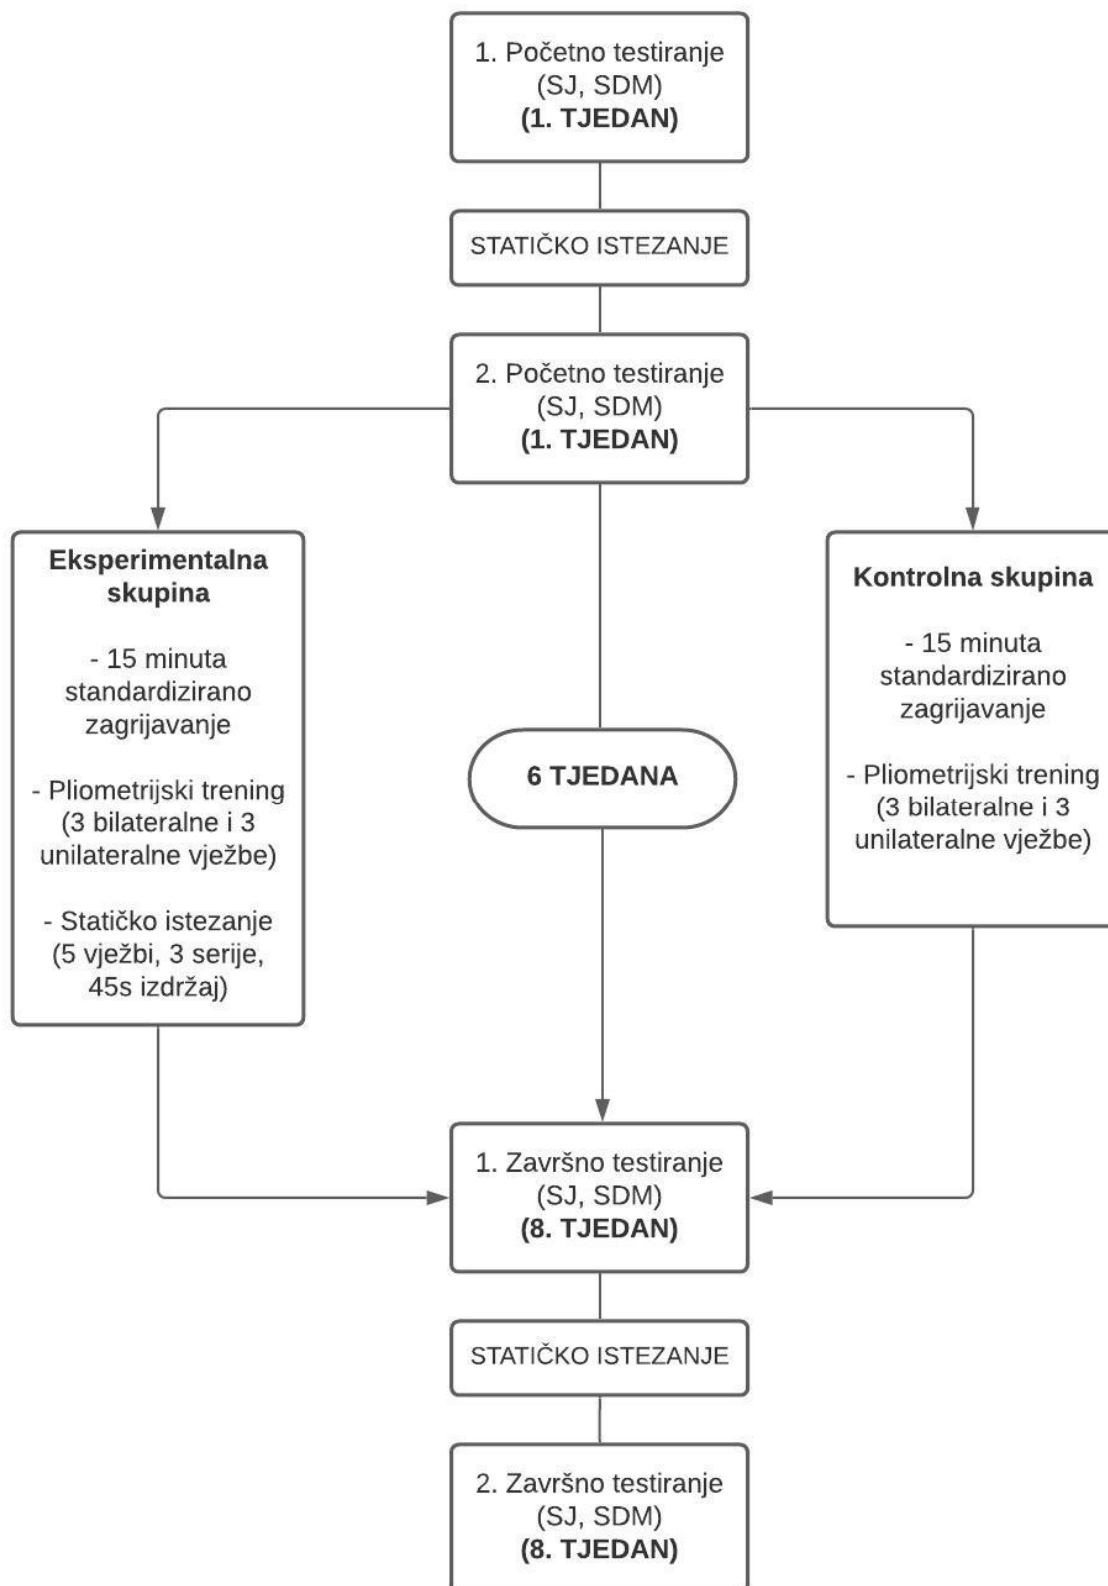 1. Početno testiranje
(SJ, SDM)
(1. TJEDAN)
STATIČKO ISTEZANJE
2. Početno testiranje
(SJ, SDM)
(1. TJEDAN)
Eksperimentalna
skupina
- 15 minuta
standardizirano
zagrijavanje
- Pliometrijski trening
(3 bilateralne i 3
unilateralne vježbe)
- Statičko istezanje
(5 vježbi, 3 serije,
45s izdržaj)
6 TJEDANA
Kontrolna skupina
- 15 minuta
standardizirano
zagrijavanje
- Pliometrijski trening
(3 bilateralne i 3
unilateralne vježbe)
1. Završno testiranje
(SJ, SDM)
(8. TJEDAN)
STATIČKO ISTEZANJE
2. Završno testiranje
(SJ, SDM)
(8. TJEDAN)